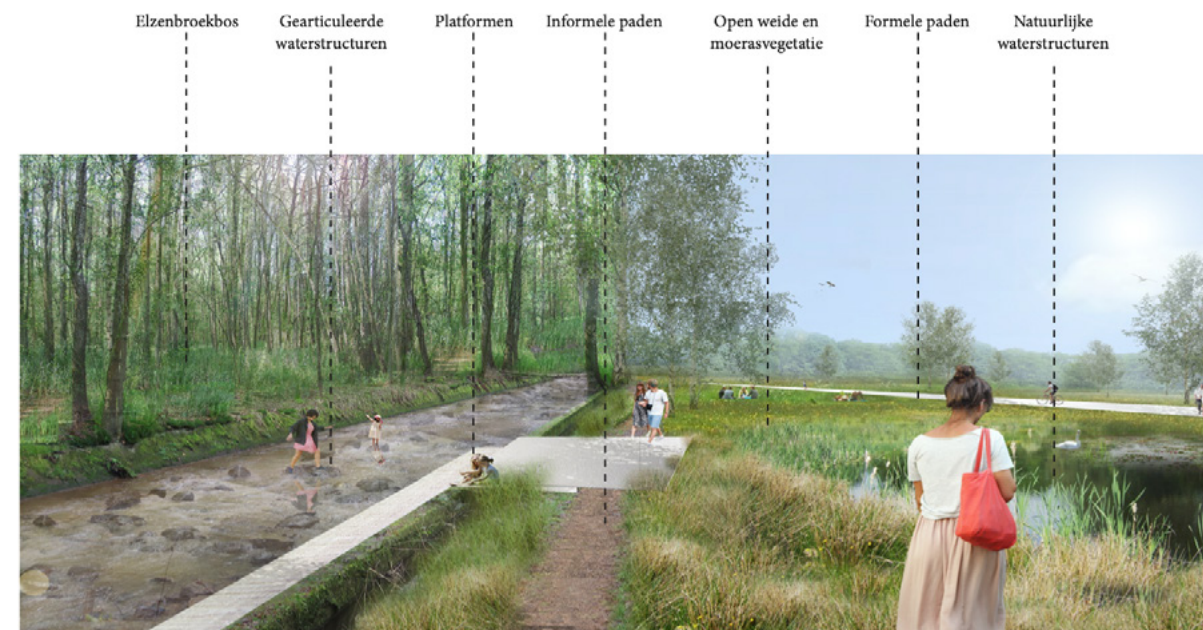 Elzenbroekbos
Gearticuleerde
waterstructuren
Platformen
Informele paden
Open weide en
moerasvegetatie
Formele paden
Natuurlijke
waterstructuren